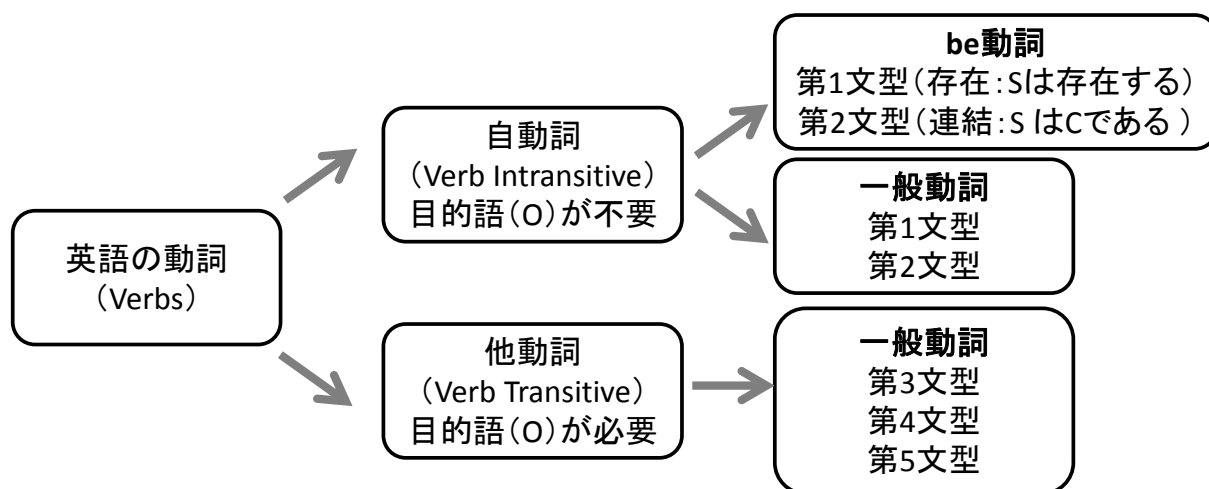 英語の動詞
（Verbs）
自動詞
（Verb Intransitive）
目的語（O）が不要
他動詞
（Verb Transitive）
目的語（O）が必要
be動詞
第1文型（存在：Sは存在する）
第2文型（連結：S はCである ）
一般動詞
第1文型
第2文型
一般動詞
第3文型
第4文型
第5文型